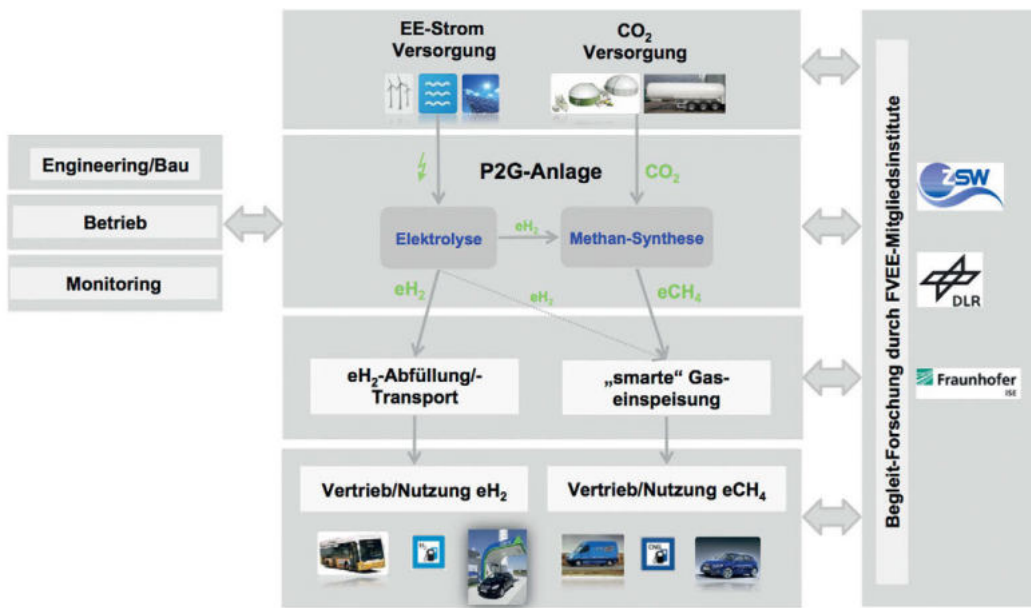 EE-Strom
Versorgung
CO₂
Versorgung
Engineering/Bau
Betrieb
Monitoring
P2G-Anlage
CO₂
Elektrolyse
eH₂
Methan-Synthese
eH₂
eH₂
eCH₄
eH₂-Abfüllung/-
Transport
„smarte“ Gas-
einspeisung
Vertrieb/Nutzung eH₂
Vertrieb/Nutzung eCH₄
H₂
CNG
Begleit-Forschung durch FVEE-Mitgliedsinstitute
ZSW
DLR
Fraunhofer
ISE